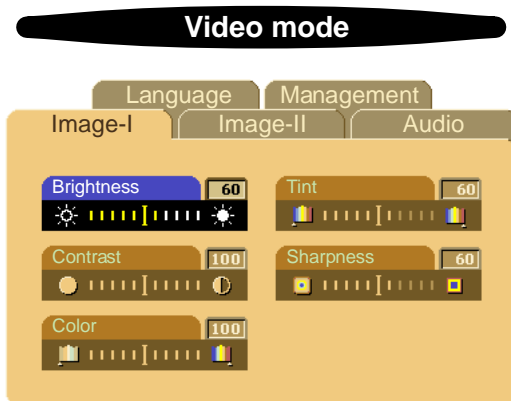 Video mode
Language Management
Image-I Image-II Audio
Brightness 60 Tint 60
Contrast 100 Sharpness 60
Color 100